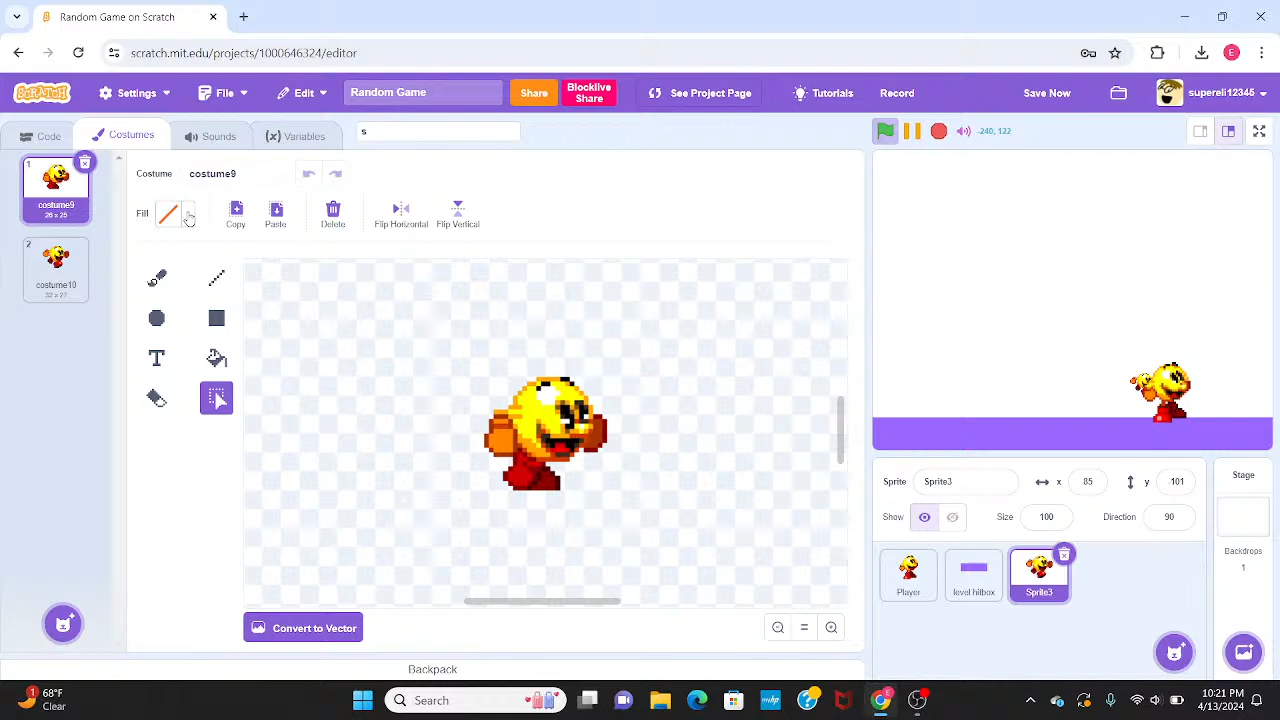 Random Game on Scratch
scratch.mit.edu/projects/1000646324/editor
E
SCRATCH
Settings
File
Edit
Random Game
Share
Blocklive
Share
See Project Page
Tutorials
Record
Save Now
supereli12345
Code
Costumes
Sounds
(x) Variables
s
-240, 122
1
costume9
28 x 28
2
costume10
32 x 27
Costume
costume9
Fill
Copy
Paste
Delete
Flip Horizontal
Flip Vertical
T
Convert to Vector
Backpack
Sprite
Sprite3
x
85
y
-101
Show
Size
100
Direction
90
Stage
Backdrops
1
Player
level hitbox
Sprite3
1
68°F
Clear
Search
10:21 PM
4/13/2024